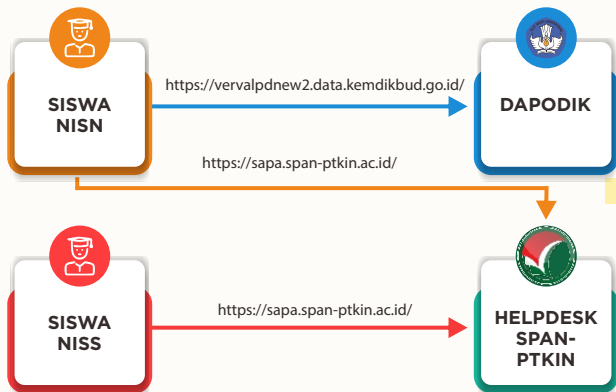 SISWA
NISN
https://vervalpdnew2.data.kemdikbud.go.id/
DAPODIK
https://sapa.span-ptkin.ac.id/
SISWA
NISS
https://sapa.span-ptkin.ac.id/
HELPDESK
SPAN-
PTKIN